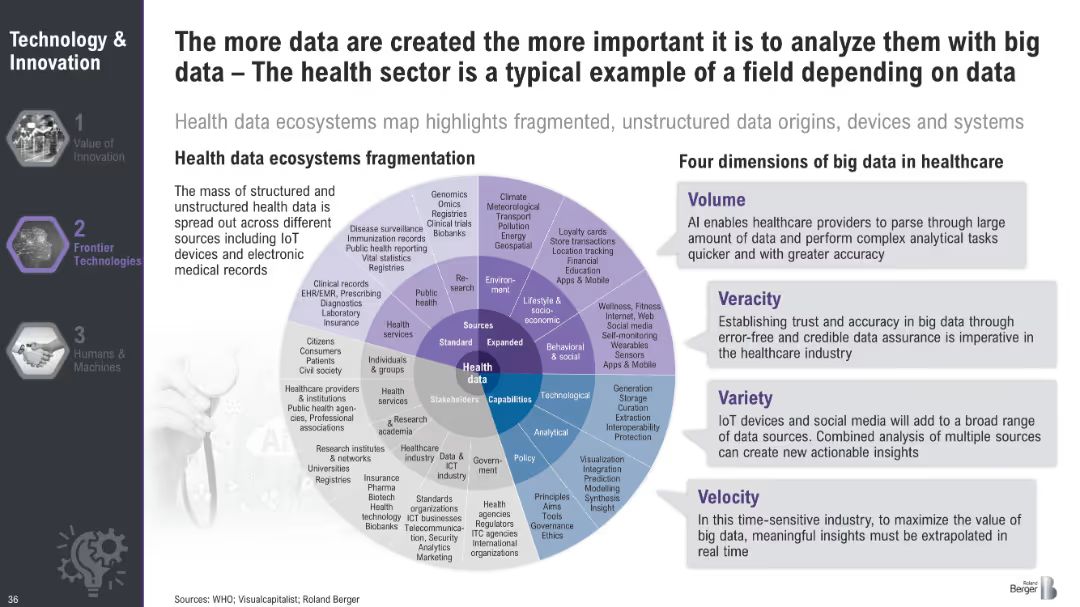 Technology &
Innovation
1
Value of
Innovation
2
Frontier
Technologies
3
Humans &
Machines
36
The more data are created the more important it is to analyze them with big
data – The health sector is a typical example of a field depending on data
Health data ecosystems map highlights fragmented, unstructured data origins, devices and systems
Health data ecosystems fragmentation
The mass of structured and
unstructured health data is
spread out across different
sources including IoT
devices and electronic
medical records
Genomics
Omics
Registries
Clinical trials
Biobanks
Disease surveillance
Immunization records
Public health reporting
Vital statistics
Registries
Clinical records
EHR/EMR, Prescribing
Diagnostics
Laboratory
Insurance
Climate
Meteorological
Transport
Pollution
Energy
Geospatial
Loyalty cards
Store transactions
Location tracking
Financial
Education
Apps & Mobile
Wellness, Fitness
Internet, Web
Social media
Self-monitoring
Wearables
Sensors
Apps & Mobile
Re-
search
Public
health
Health
services
Environ-
ment
Lifestyle &
socio-
economic
Behavioral
& social
Sources
Standard
Expanded
Health
data
Stakeholders
Capabilities
Technological
Analytical
Policy
Generation
Storage
Curation
Extraction
Interoperability
Protection
Visualization
Integration
Prediction
Modelling
Synthesis
Insight
Principles
Aims
Tools
Governance
Ethics
Individuals
& groups
Health
services
Research
& academia
Healthcare
industry
Data &
ICT
industry
Govern-
ment
Citizens
Consumers
Patients
Civil society
Healthcare providers
& institutions
Public health agen-
cies, Professional
associations
Research institutes
& networks
Universities
Registries
Insurance
Pharma
Biotech
Health
technology
Biobanks
Standards
organizations
ICT businesses
Telecommunica-
tion, Security
Analytics
Marketing
Health
agencies
Regulators
ITC agencies
International
organizations
Four dimensions of big data in healthcare
Volume
AI enables healthcare providers to parse through large
amount of data and perform complex analytical tasks
quicker and with greater accuracy
Veracity
Establishing trust and accuracy in big data through
error-free and credible data assurance is imperative in
the healthcare industry
Variety
IoT devices and social media will add to a broad range
of data sources. Combined analysis of multiple sources
can create new actionable insights
Velocity
In this time-sensitive industry, to maximize the value of
big data, meaningful insights must be extrapolated in
real time
Sources: WHO; Visualcapitalist; Roland Berger
Roland
Berger